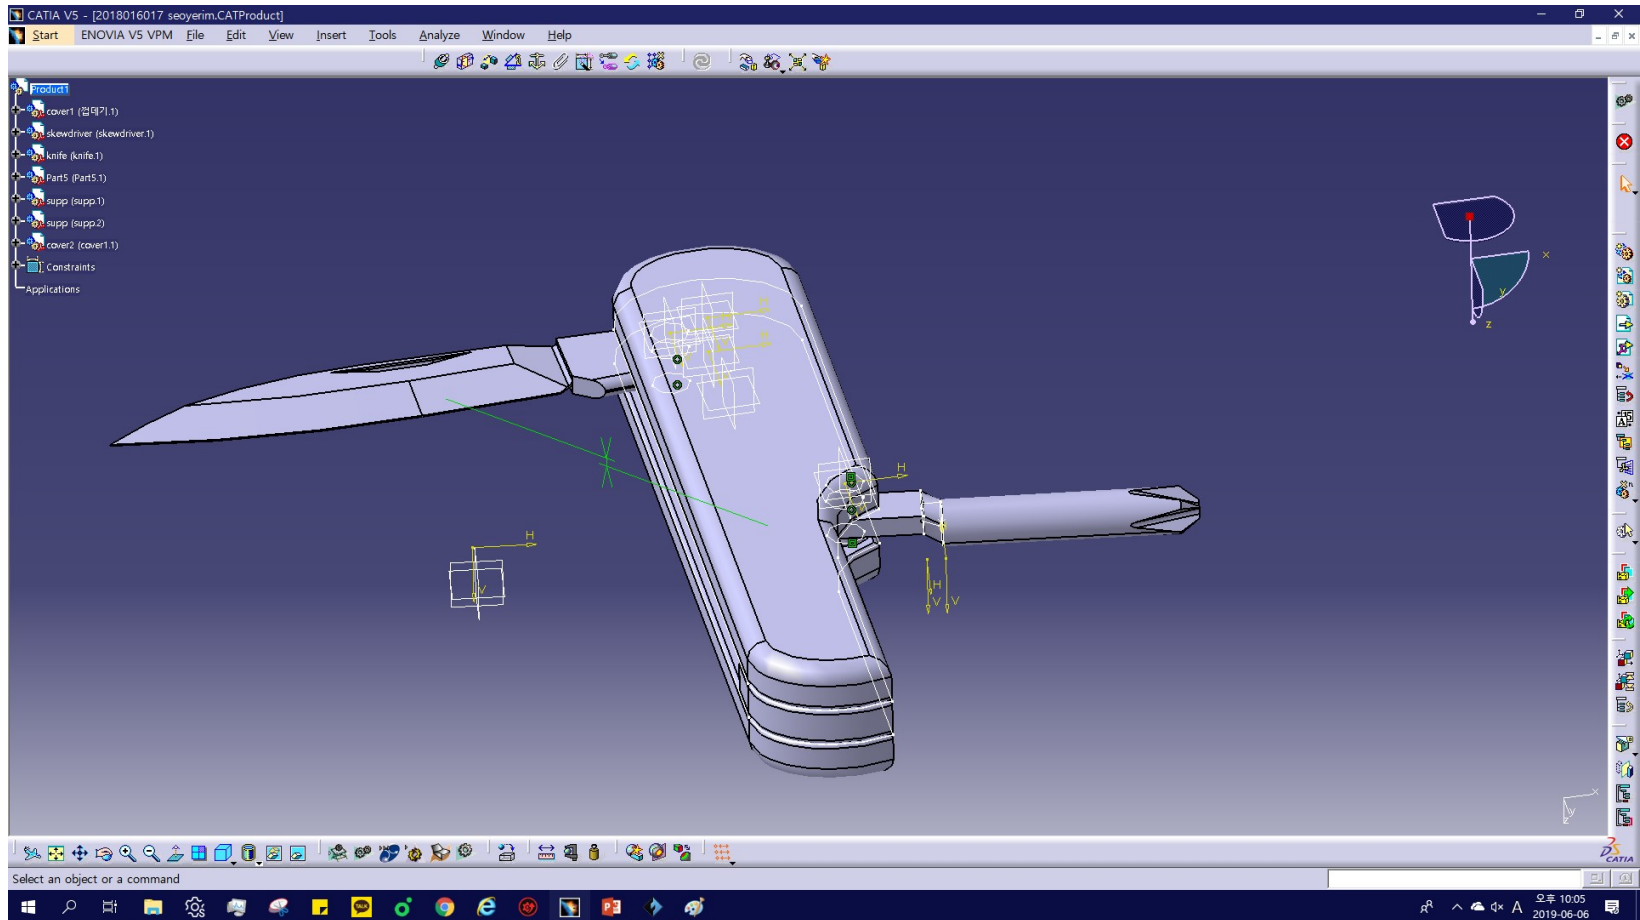 CATIA V5 - [2018016017 seoyerim.CATProduct]
Start ENOVIA V5 VPM File Edit View Insert Tools Analyze Window Help
Product1
cover1 (껍데기.1)
skewdriver (skewdriver.1)
knife (knife.1)
Part5 (Part5.1)
supp (supp.1)
supp (supp.2)
cover2 (cover1.1)
Constraints
Applications
x
y
z
H
H
V
H
V
V
x
y
z
CATIA
Select an object or a command
TALK
A
오후 10:05
2019-06-06